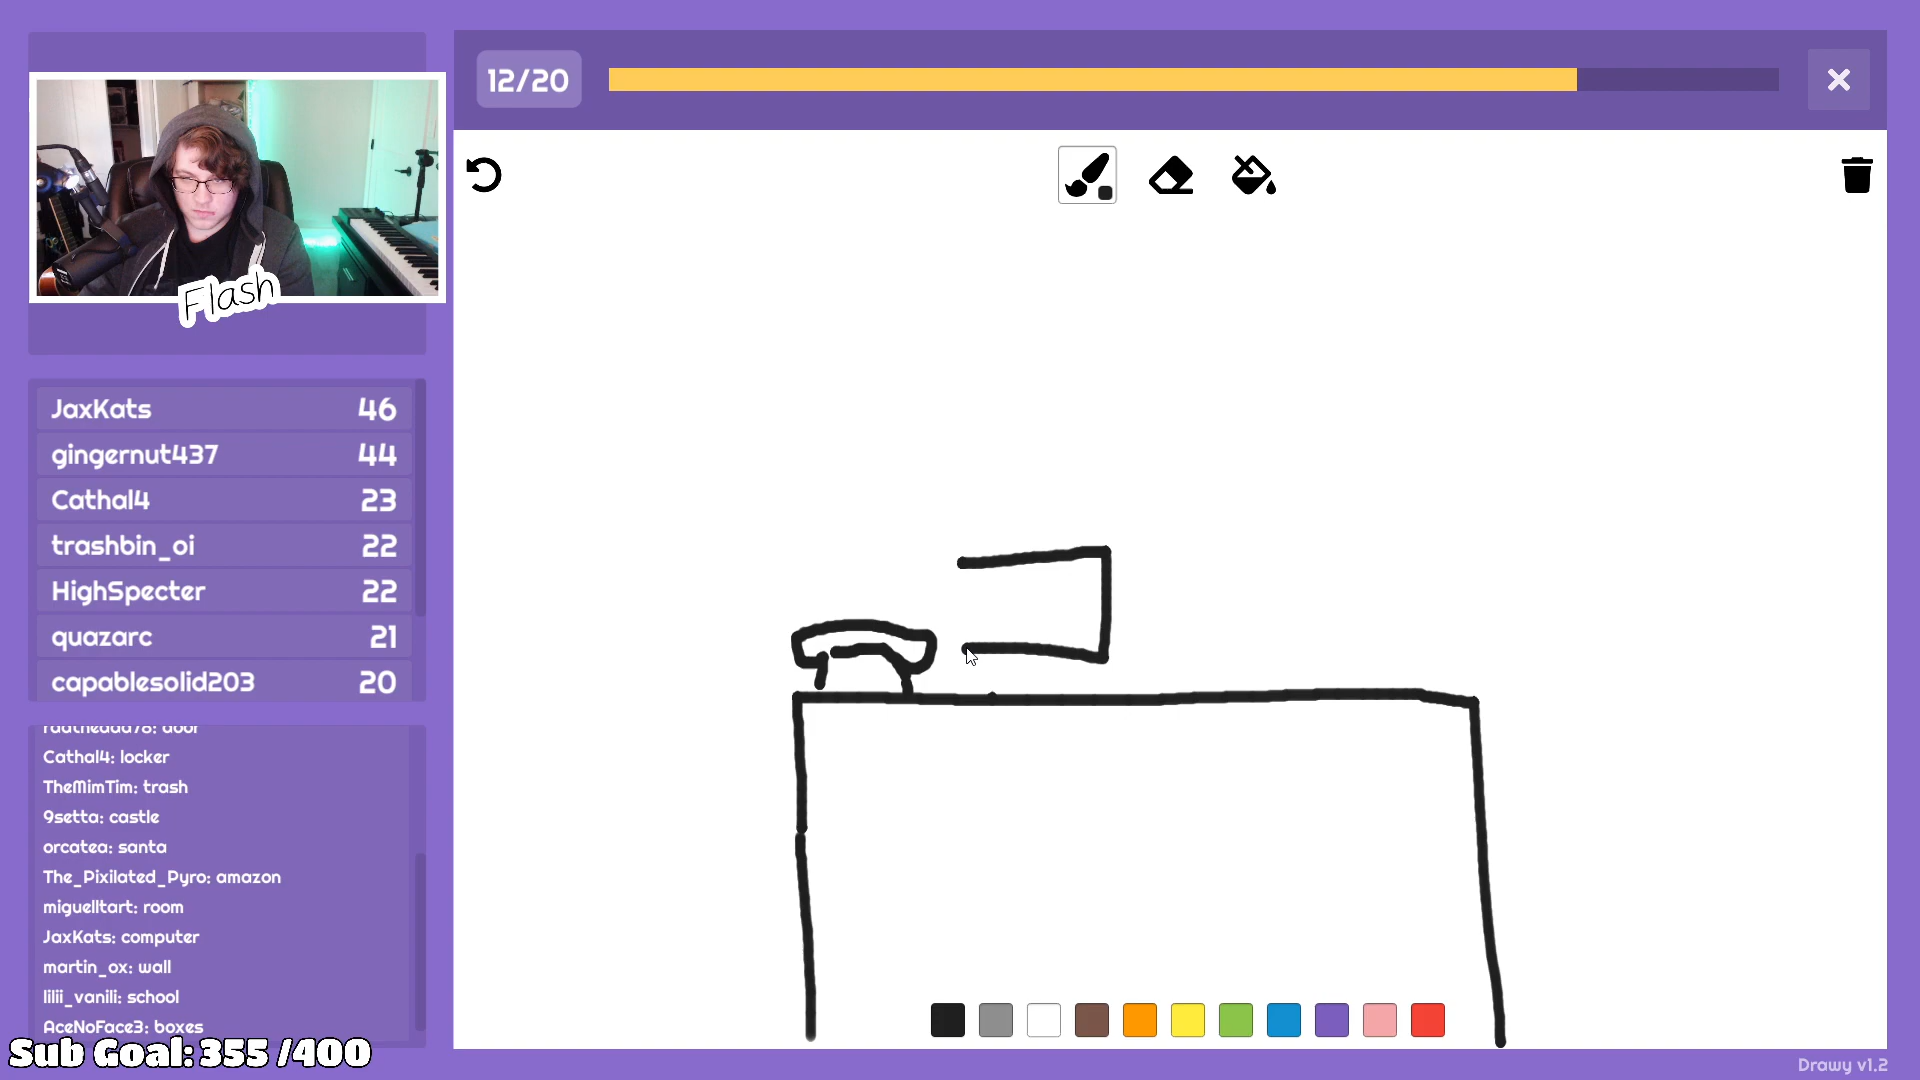 12/20
Flash
JaxKats 46
gingernut437 44
Cathal4 23
trashbin_oi 22
HighSpecter 22
quazarc 21
capablesolid203 20
Cathal4: locker
TheMimTim: trash
9setta: castle
orcatea: santa
The_Pixilated_Pyro: amazon
miguelltart: room
JaxKats: computer
martin_ox: wall
lilii_vanili: school
AceNoFace3: boxes
Sub Goal: 355 /400
Drawy v1.2